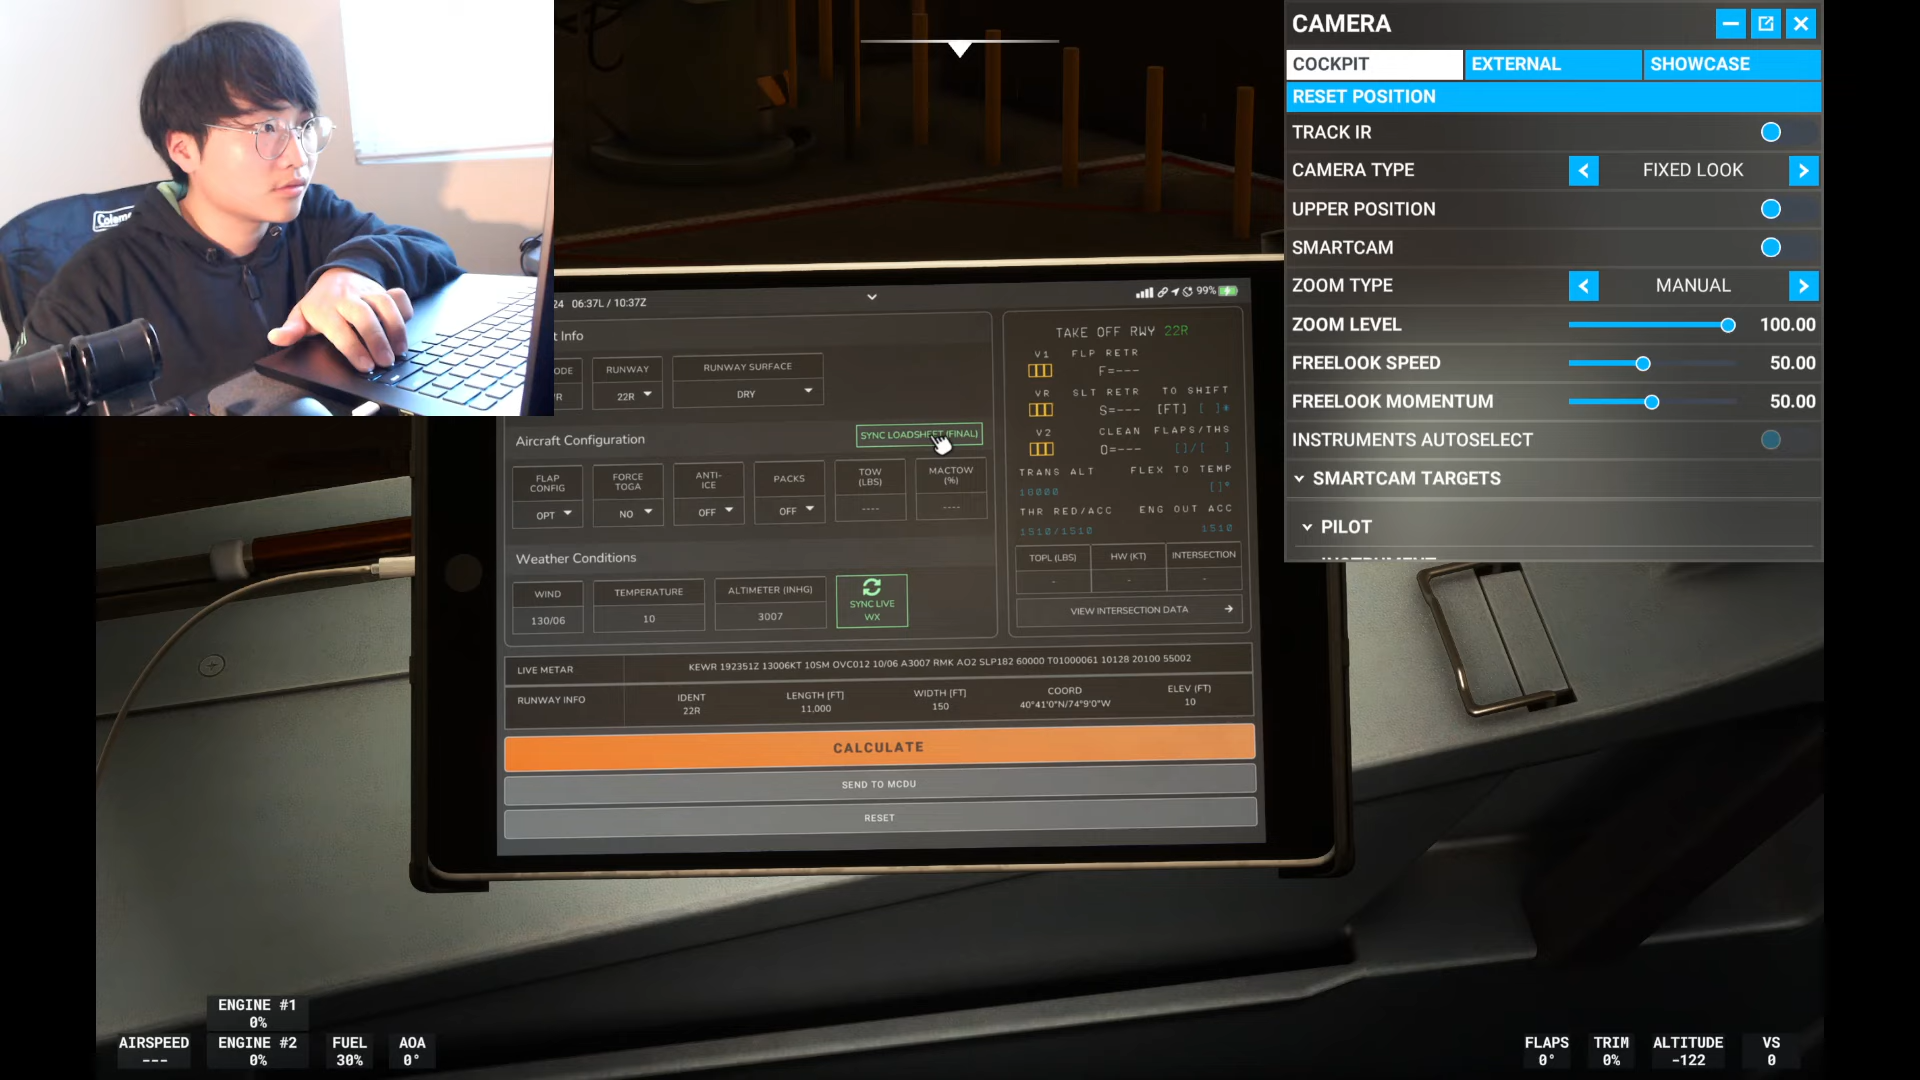 CAMERA
COCKPIT
EXTERNAL
SHOWCASE
RESET POSITION
TRACK IR
CAMERA TYPE
FIXED LOOK
UPPER POSITION
SMARTCAM
ZOOM TYPE
MANUAL
ZOOM LEVEL
100.00
FREELOOK SPEED
50.00
FREELOOK MOMENTUM
50.00
INSTRUMENTS AUTOSELECT
SMARTCAM TARGETS
PILOT
24 06:37L / 10:37Z
99%
t Info
ODE
RUNWAY
RUNWAY SURFACE
R
22R
DRY
Aircraft Configuration
SYNC LOADSHEET (FINAL)
FLAP CONFIG
FORCE TOGA
ANTI-ICE
PACKS
TOW (LBS)
MACTOW (%)
OPT
NO
OFF
OFF
----
----
Weather Conditions
WIND
TEMPERATURE
ALTIMETER (INHG)
SYNC LIVE WX
130/06
10
3007
TAKE OFF RWY 22R
V1
FLP RETR
F=---
VR
SLT RETR
TO SHIFT
S=---
[FT] [ ]*
V2
CLEAN
FLAPS/THS
O=---
[]/[ ]
TRANS ALT
FLEX TO TEMP
18000
[]*
THR RED/ACC
ENG OUT ACC
1510/1510
1510
TOPL (LBS)
HW (KT)
INTERSECTION
-
-
-
VIEW INTERSECTION DATA
LIVE METAR
KEWR 192351Z 13006KT 10SM OVC012 10/06 A3007 RMK AO2 SLP182 60000 T01000061 10128 20100 55002
RUNWAY INFO
IDENT
LENGTH [FT]
WIDTH [FT]
COORD
ELEV (FT)
22R
11,000
150
40°41'0"N/74°9'0"W
10
CALCULATE
SEND TO MCDU
RESET
ENGINE #1
0%
AIRSPEED
---
ENGINE #2
0%
FUEL
30%
AOA
0°
FLAPS
0°
TRIM
0%
ALTITUDE
-122
VS
0